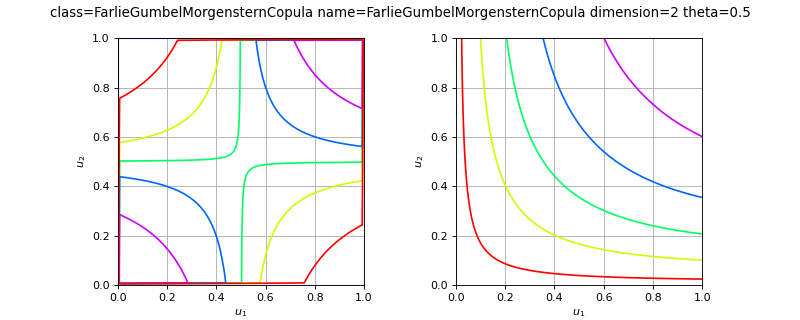 class=FarlieGumbelMorgensternCopula name=FarlieGumbelMorgensternCopula dimension=2 theta=0.5
1.0
0.8
0.6
0.4
0.2
0.0
u2
0.0 0.2 0.4 0.6 0.8 1.0
u1
1.0
0.8
0.6
0.4
0.2
0.0
u2
0.0 0.2 0.4 0.6 0.8 1.0
u1